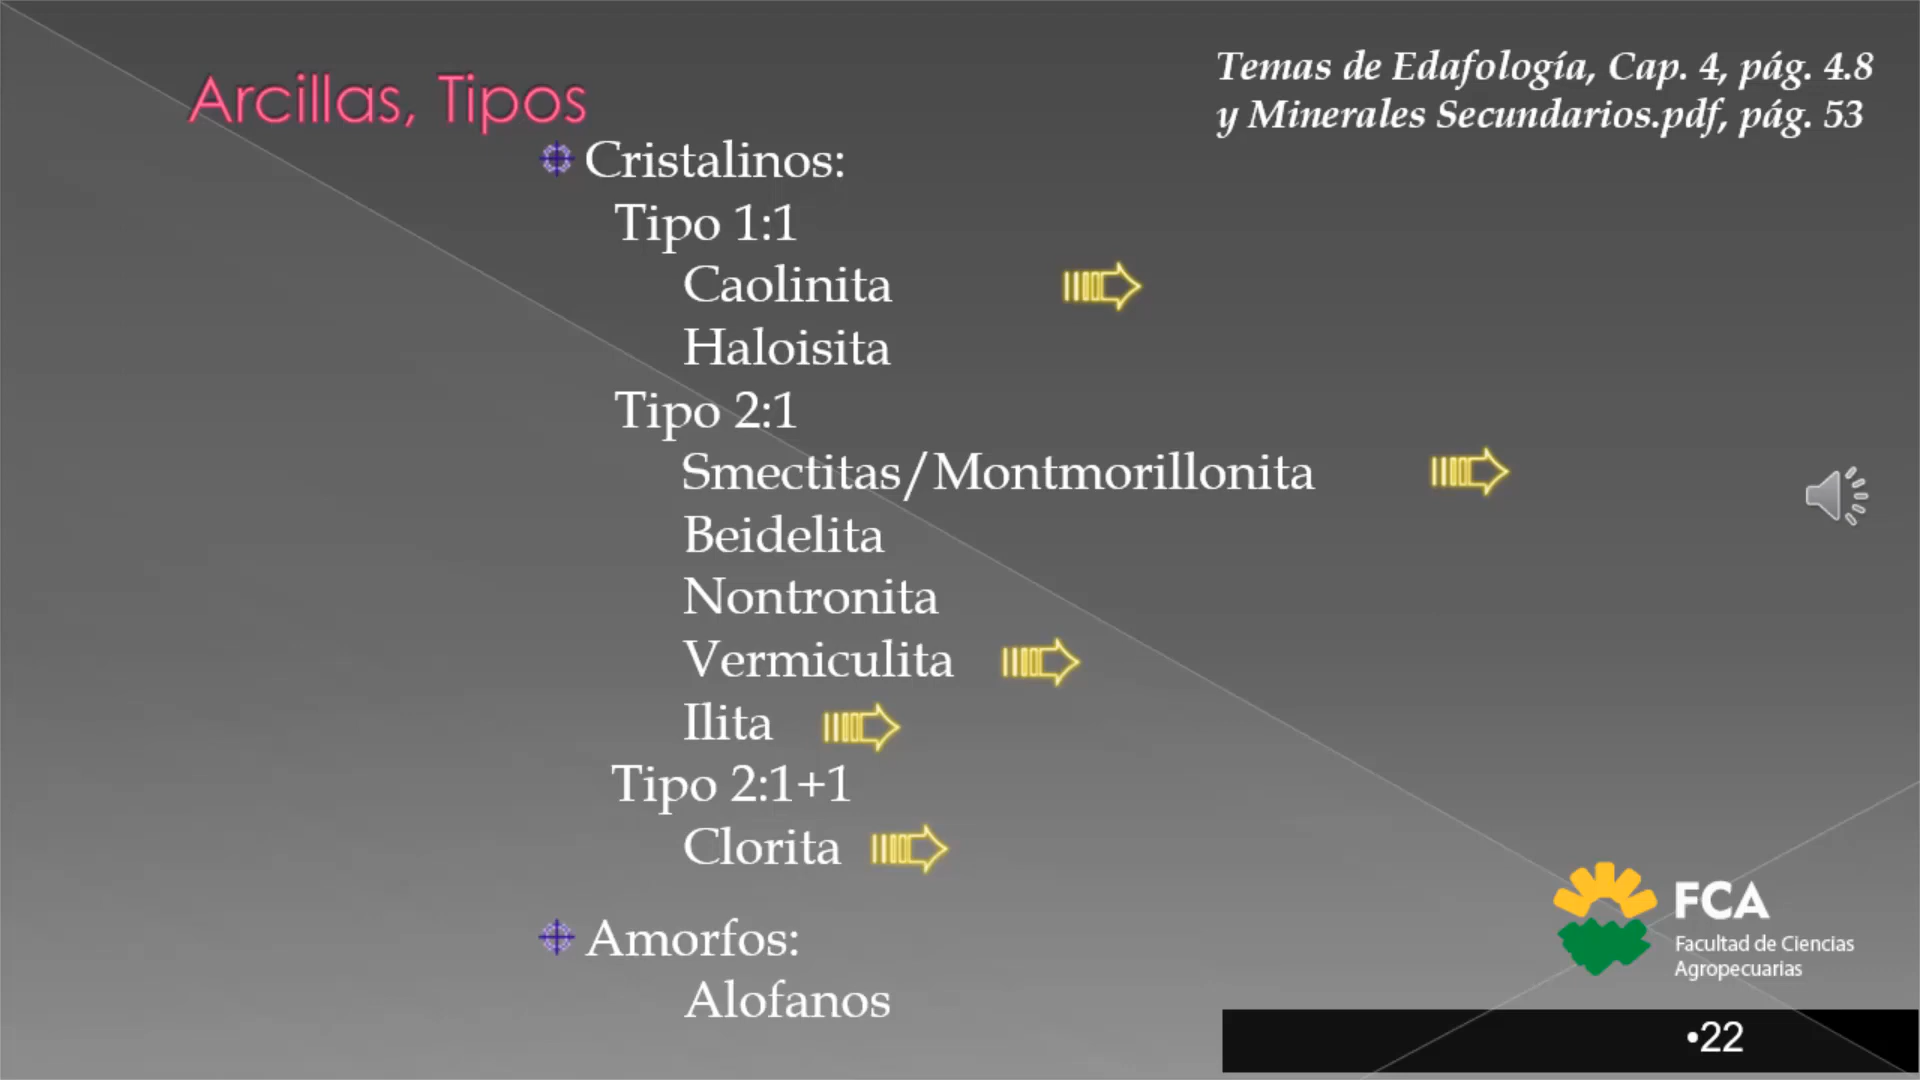 Arcillas, Tipos
Temas de Edafología, Cap. 4, pág. 4.8
y Minerales Secundarios.pdf, pág. 53
Cristalinos:
Tipo 1:1
Caolinita
Haloisita
Tipo 2:1
Smectitas/Montmorillonita
Beidelita
Nontronita
Vermiculita
Ilita
Tipo 2:1+1
Clorita
Amorfos:
Alofanos
FCA
Facultad de Ciencias
Agropecuarias
•22